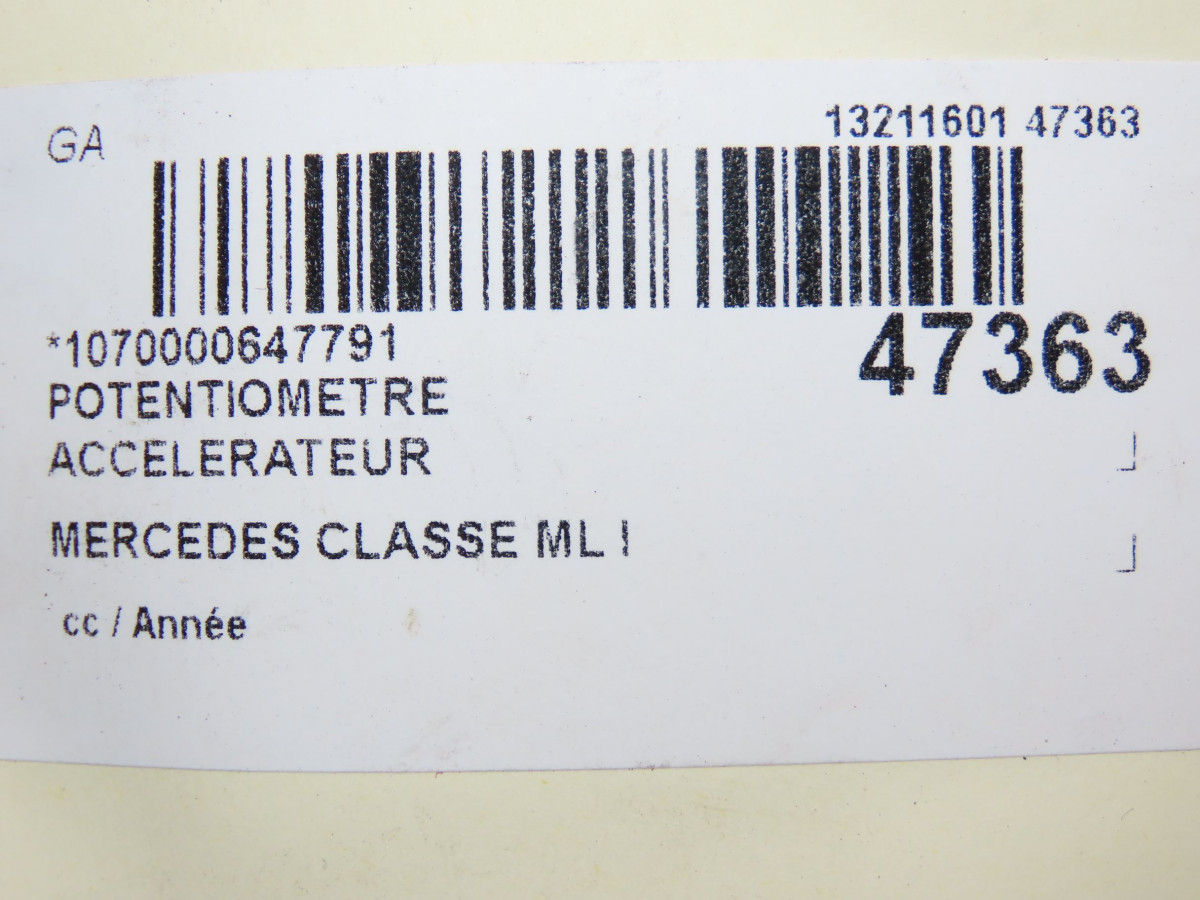 GA
13211601 47363
*1070000647791
47363
POTENTIOMETRE
ACCELERATEUR
MERCEDES CLASSE ML I
cc / Année